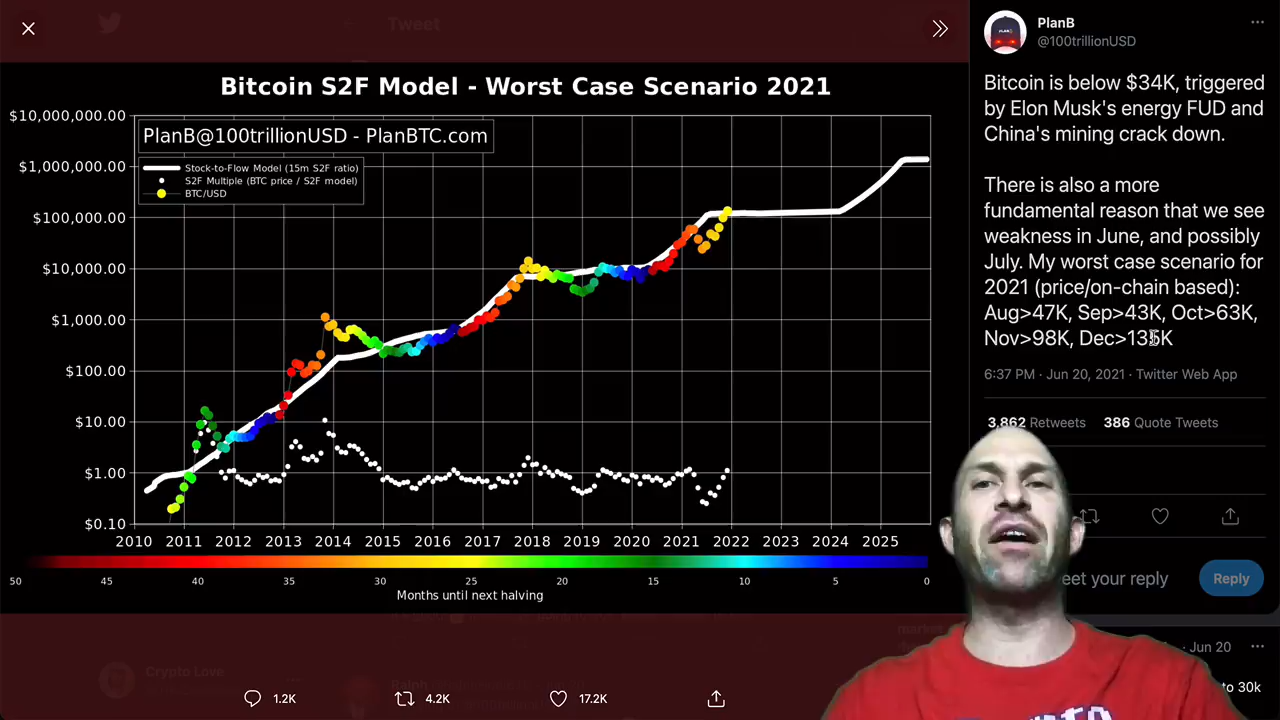 Tweet
Bitcoin S2F Model - Worst Case Scenario 2021
PlanB@100trillionUSD - PlanBTC.com
Stock-to-Flow Model (15m S2F ratio)
S2F Multiple (BTC price / S2F model)
BTC/USD
$10,000,000.00
$1,000,000.00
$100,000.00
$10,000.00
$1,000.00
$100.00
$10.00
$1.00
$0.10
2010 2011 2012 2013 2014 2015 2016 2017 2018 2019 2020 2021 2022 2023 2024 2025
50 45 40 35 30 25 20 15 10 5 0
Months until next halving
Crypto Love
Ralph
1.2K 4.2K 17.2K
PlanB
@100trillionUSD
Bitcoin is below $34K, triggered
by Elon Musk's energy FUD and
China's mining crack down.
There is also a more
fundamental reason that we see
weakness in June, and possibly
July. My worst case scenario for
2021 (price/on-chain based):
Aug>47K, Sep>43K, Oct>63K,
Nov>98K, Dec>135K
6:37 PM · Jun 20, 2021 · Twitter Web App
3,862 Retweets 386 Quote Tweets
eet your reply
Reply
market
· Jun 20
to 30k